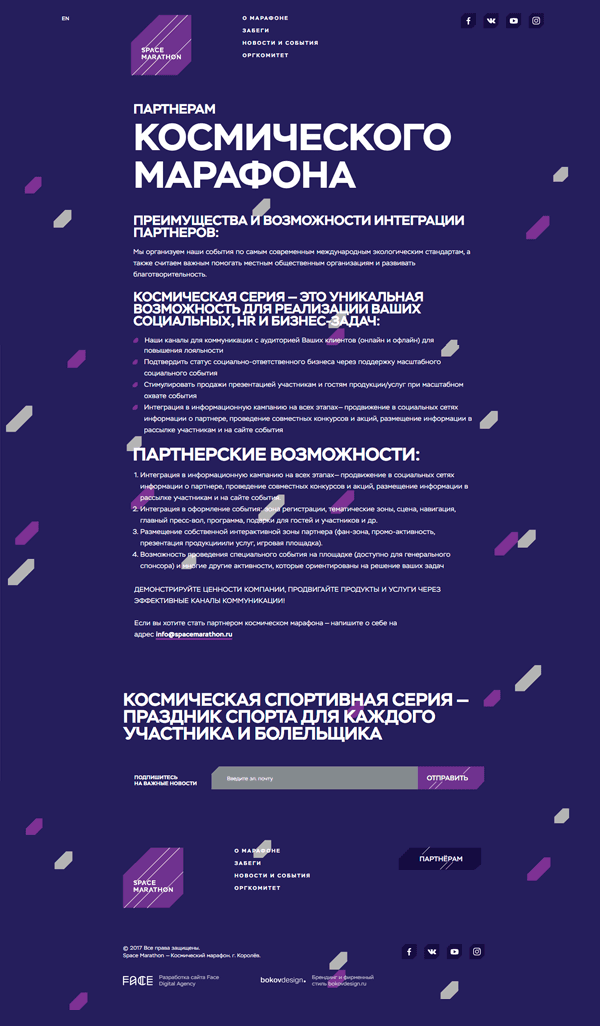 EN
SPACE
MARATHON
О МАРАФОНЕ
ЗАБЕГИ
НОВОСТИ И СОБЫТИЯ
ОРГКОМИТЕТ
ПАРТНЕРАМ
КОСМИЧЕСКОГО
МАРАФОНА
ПРЕИМУЩЕСТВА И ВОЗМОЖНОСТИ ИНТЕГРАЦИИ
ПАРТНЕРОВ:
Мы организуем наши события по самым современным международным экологическим стандартам, а
также считаем важным помогать местным общественным организациям и развивать
благотворительность.
КОСМИЧЕСКАЯ СЕРИЯ — ЭТО УНИКАЛЬНАЯ
ВОЗМОЖНОСТЬ ДЛЯ РЕАЛИЗАЦИИ ВАШИХ
СОЦИАЛЬНЫХ, HR И БИЗНЕС-ЗАДАЧ:
Наши каналы для коммуникации с аудиторией Ваших клиентов (онлайн и офлайн) для
повышения лояльности
Подтвердить статус социально-ответственного бизнеса через поддержку масштабного
социального события
Стимулировать продажи презентацией участникам и гостям продукции/услуг при масштабном
охвате события
Интеграция в информационную кампанию на всех этапах— продвижение в социальных сетях
информации о партнере, проведение совместных конкурсов и акций, размещение информации в
рассылке участникам и на сайте события
ПАРТНЕРСКИЕ ВОЗМОЖНОСТИ:
1. Интеграция в информационную кампанию на всех этапах— продвижение в социальных сетях
информации о партнере, проведение совместных конкурсов и акций, размещение информации в
рассылке участникам и на сайте события
2. Интеграция в оформление события: зона регистрации, тематические зоны, сцена, навигация,
главный пресс-вол, программа, подарки для гостей и участников и др.
3. Размещение собственной интерактивной зоны партнера (фан-зона, промо-активность,
презентация продукциииили услуг, игровая площадка).
4. Возможность проведения специального события на площадке (доступно для генерального
спонсора) и многие другие активности, которые ориентированы на решение ваших задач
ДЕМОНСТРИРУЙТЕ ЦЕННОСТИ КОМПАНИИ, ПРОДВИГАЙТЕ ПРОДУКТЫ И УСЛУГИ ЧЕРЕЗ
ЭФФЕКТИВНЫЕ КАНАЛЫ КОММУНИКАЦИИ!
Если вы хотите стать партнером космическом марафона — напишите о себе на
адрес info@spacemarathon.ru
КОСМИЧЕСКАЯ СПОРТИВНАЯ СЕРИЯ —
ПРАЗДНИК СПОРТА ДЛЯ КАЖДОГО
УЧАСТНИКА И БОЛЕЛЬЩИКА
ПОДПИШИТЕСЬ
НА ВАЖНЫЕ НОВОСТИ
Введите эл. почту
ОТПРАВИТЬ
SPACE
MARATHON
О МАРАФОНЕ
ЗАБЕГИ
НОВОСТИ И СОБЫТИЯ
ОРГКОМИТЕТ
ПАРТНЁРАМ
© 2017 Все права защищены.
Space Marathon — Космический марафон. г. Королёв.
FACE
Разработка сайта Face
Digital Agency
bokovdesign.
Брендинг и фирменный
стиль bokovdesign.ru